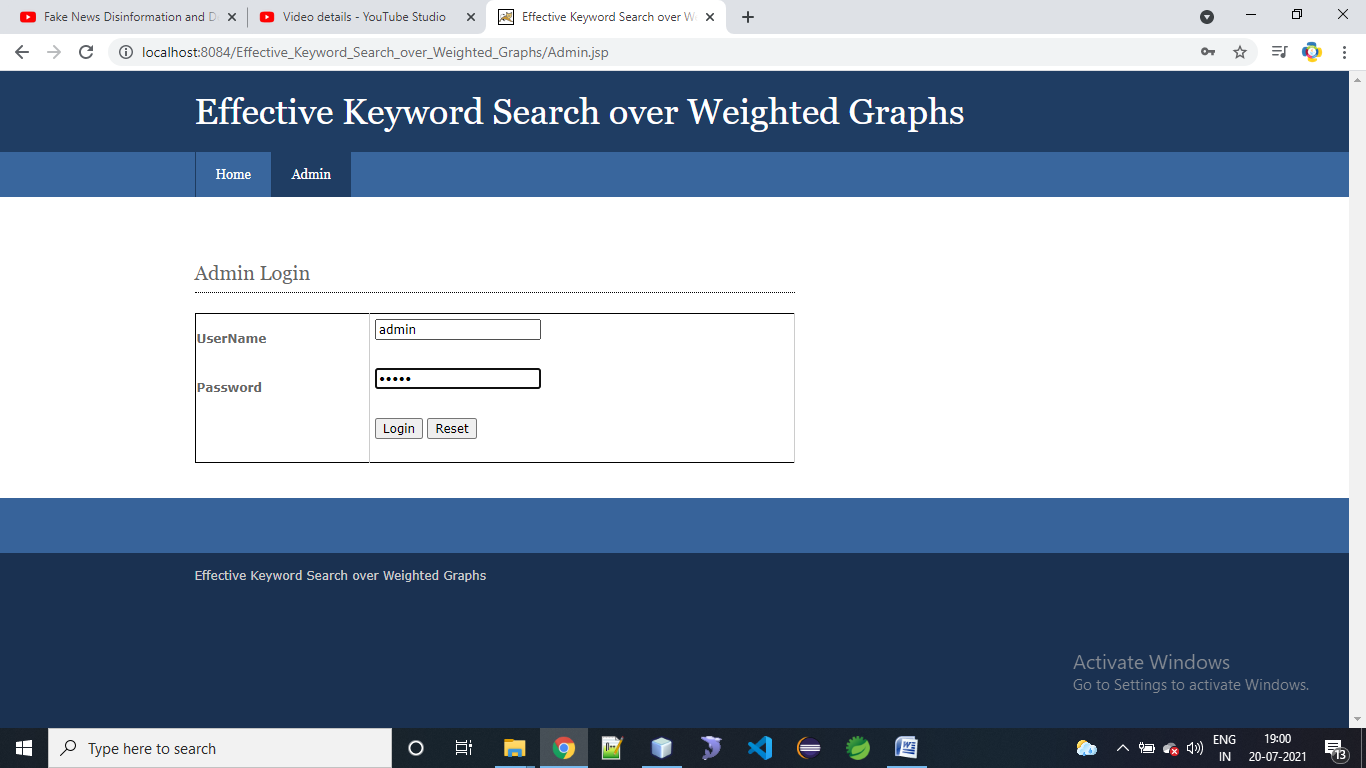 Fake News Disinformation and D
Video details - YouTube Studio
Effective Keyword Search over W
localhost:8084/Effective_Keyword_Search_over_Weighted_Graphs/Admin.jsp
Effective Keyword Search over Weighted Graphs
Home
Admin
Admin Login
UserName
admin
Password
•••••
Login
Reset
Effective Keyword Search over Weighted Graphs
Activate Windows
Go to Settings to activate Windows.
Type here to search
ENG
IN
19:00
20-07-2021
13